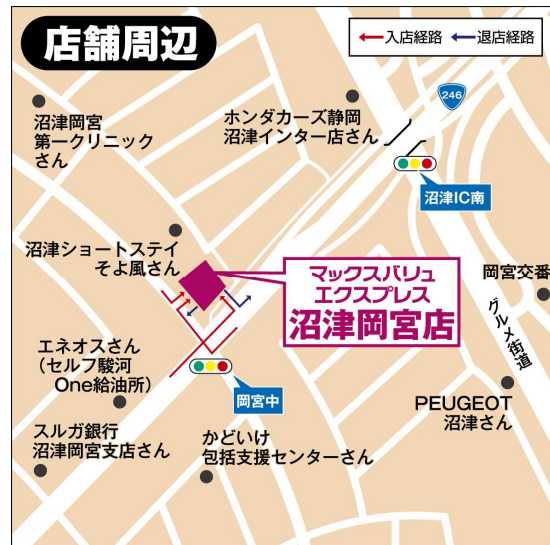 店舗周辺
←入店経路 ←退店経路
246
沼津岡宮
第一クリニック
さん
ホンダカーズ静岡
沼津インター店さん
沼津IC南
沼津ショートステイ
そよ風さん
マックスバリュ
エクスプレス
沼津岡宮店
岡宮交番
グルメ街道
エネオスさん
(セルフ駿河
One給油所)
岡宮中
PEUGEOT
沼津さん
スルガ銀行
沼津岡宮支店さん
かどいけ
包括支援センターさん